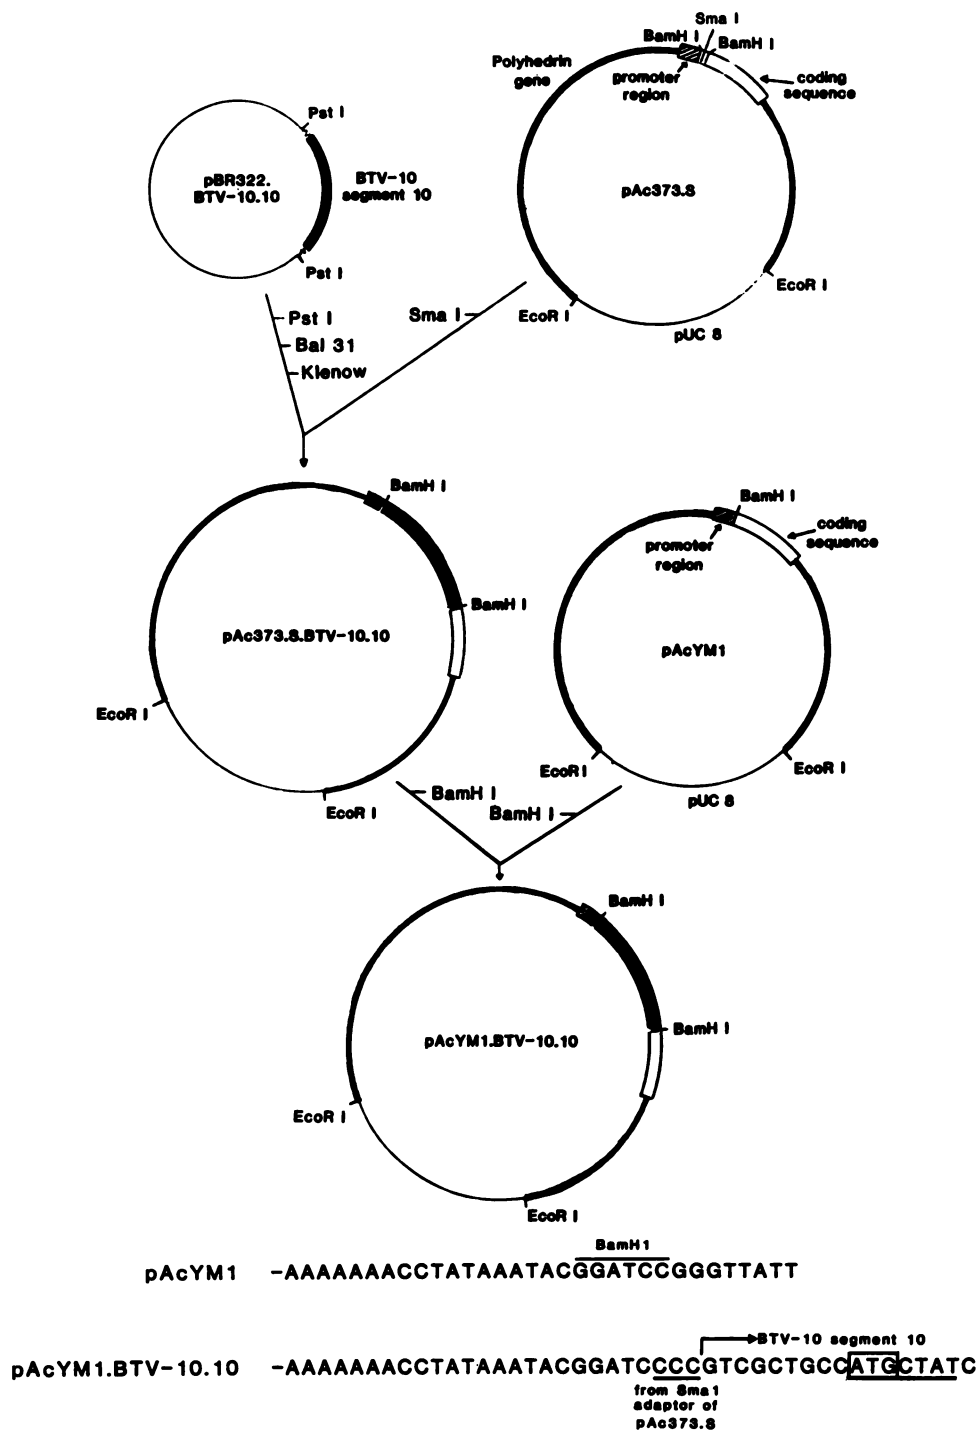 Sma I
BamH I
BamH I
Polyhedrin
gene
promoter
region
coding
sequence
Pst I
pBR322.
BTV-10.10
BTV-10
segment 10
pAc373.S
Pst I
EcoR I
EcoR I
pUC 8
Pst I
Bal 31
Klenow
Sma I
BamH I
BamH I
pAc373.S.BTV-10.10
EcoR I
EcoR I
BamH I
promoter
region
coding
sequence
pAcYM1
EcoR I
EcoR I
pUC 8
BamH I
BamH I
BamH I
pAcYM1.BTV-10.10
BamH I
EcoR I
EcoR I
BamH1
pAcYM1 -AAAAAAACCTATAAATACGGATCCGGGTTATT
BTV-10 segment 10
pAcYM1.BTV-10.10 -AAAAAAACCTATAAATACGGATCCCCGTCGCTGCCATGCTATC
from Sma1
adaptor of
pAc373.S